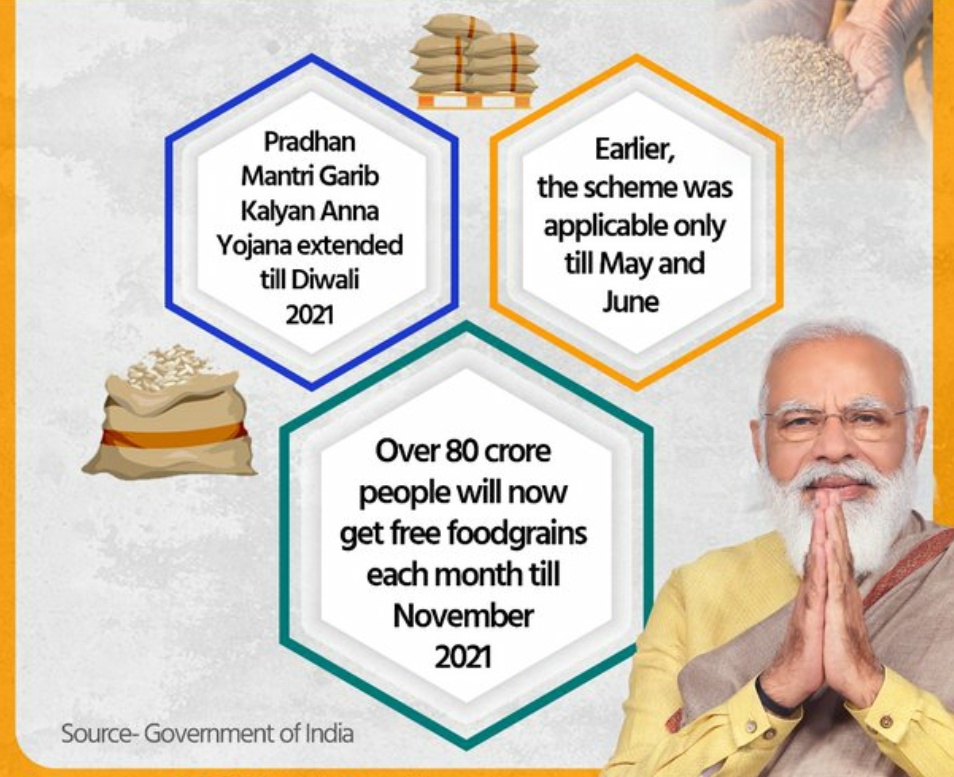 Pradhan
Mantri Garib
Kalyan Anna
Yojana extended
till Diwali
2021
Earlier,
the scheme was
applicable only
till May and
June
Over 80 crore
people will now
get free foodgrains
each month till
November
2021
Source- Government of India